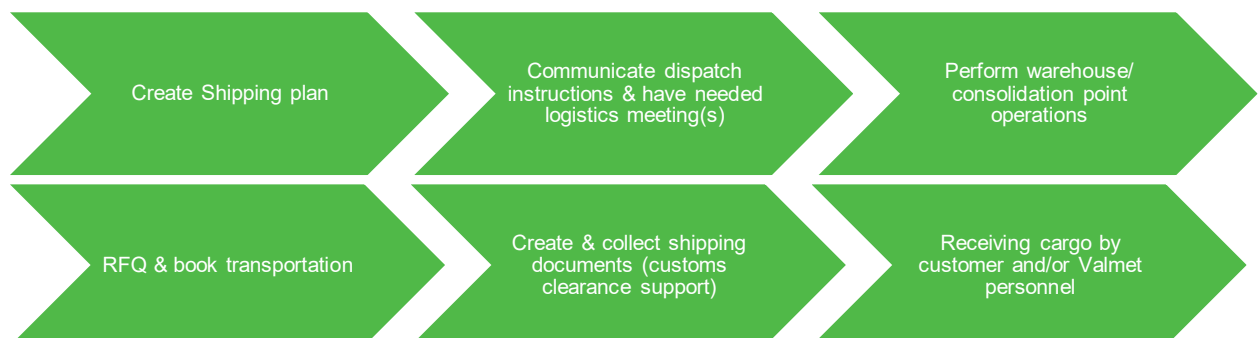 Create Shipping plan
Communicate dispatch
instructions & have needed
logistics meeting(s)
Perform warehouse/
consolidation point
operations
RFQ & book transportation
Create & collect shipping
documents (customs
clearance support)
Receiving cargo by
customer and/or Valmet
personnel